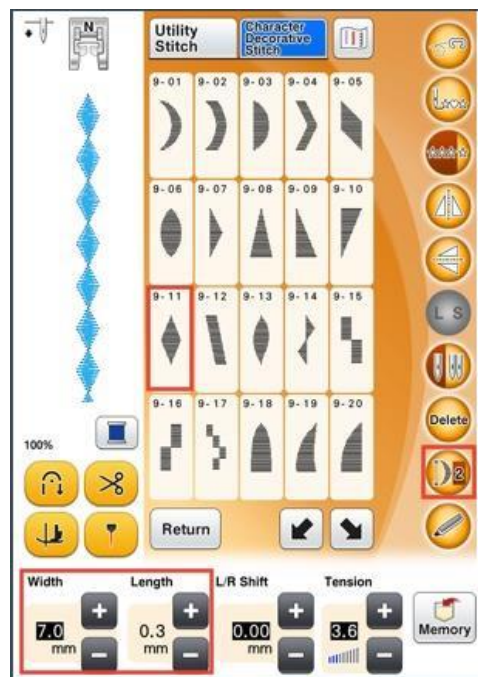 N
Utility
Stitch
Character
Decorative
Stitch
9-01 9-02 9-03 9-04 9-05
9-06 9-07 9-08 9-09 9-10
9-11 9-12 9-13 9-14 9-15
L S
9-16 9-17 9-18 9-19 9-20
Delete
100%
2
Return
Width Length L/R Shift Tension
7.0 mm + - 0.3 mm + - 0.00 mm + - 3.6 + -
Memory